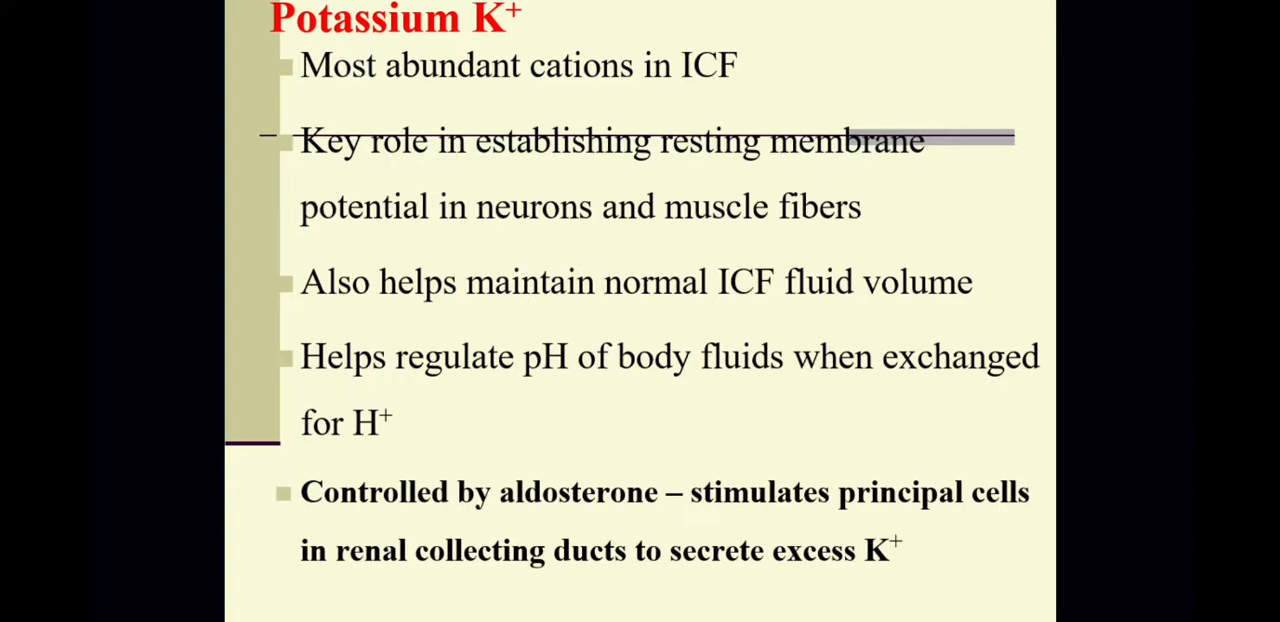 Potassium K⁺
Most abundant cations in ICF
Key role in establishing resting membrane
potential in neurons and muscle fibers
Also helps maintain normal ICF fluid volume
Helps regulate pH of body fluids when exchanged
for H⁺
Controlled by aldosterone – stimulates principal cells
in renal collecting ducts to secrete excess K⁺